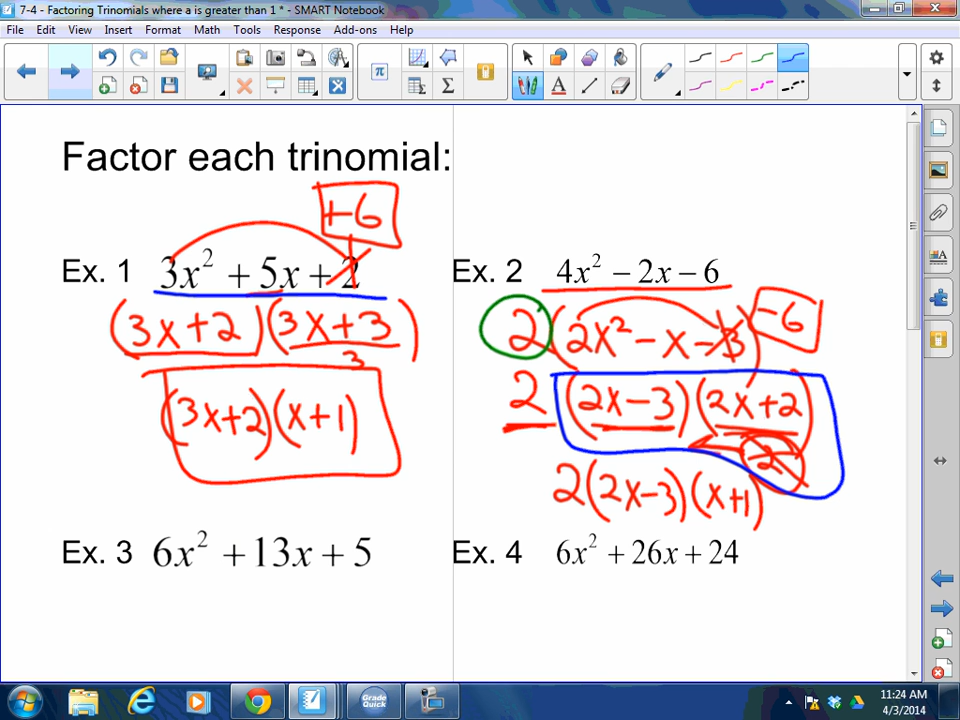 7-4 - Factoring Trinomials where a is greater than 1 * - SMART Notebook
File Edit View Insert Format Math Tools Response Add-ons Help
Factor each trinomial:
+6
Ex. 1 3x² + 5x + 2
(3x+2)(3x+3)
3
(3x+2)(x+1)
Ex. 2 4x² − 2x − 6
2(2x² − x − 3) −6
2 (2x−3)(2x+2)
2
2(2x−3)(x+1)
Ex. 3 6x² + 13x + 5
Ex. 4 6x² + 26x + 24
Grade Quick
11:24 AM
4/3/2014